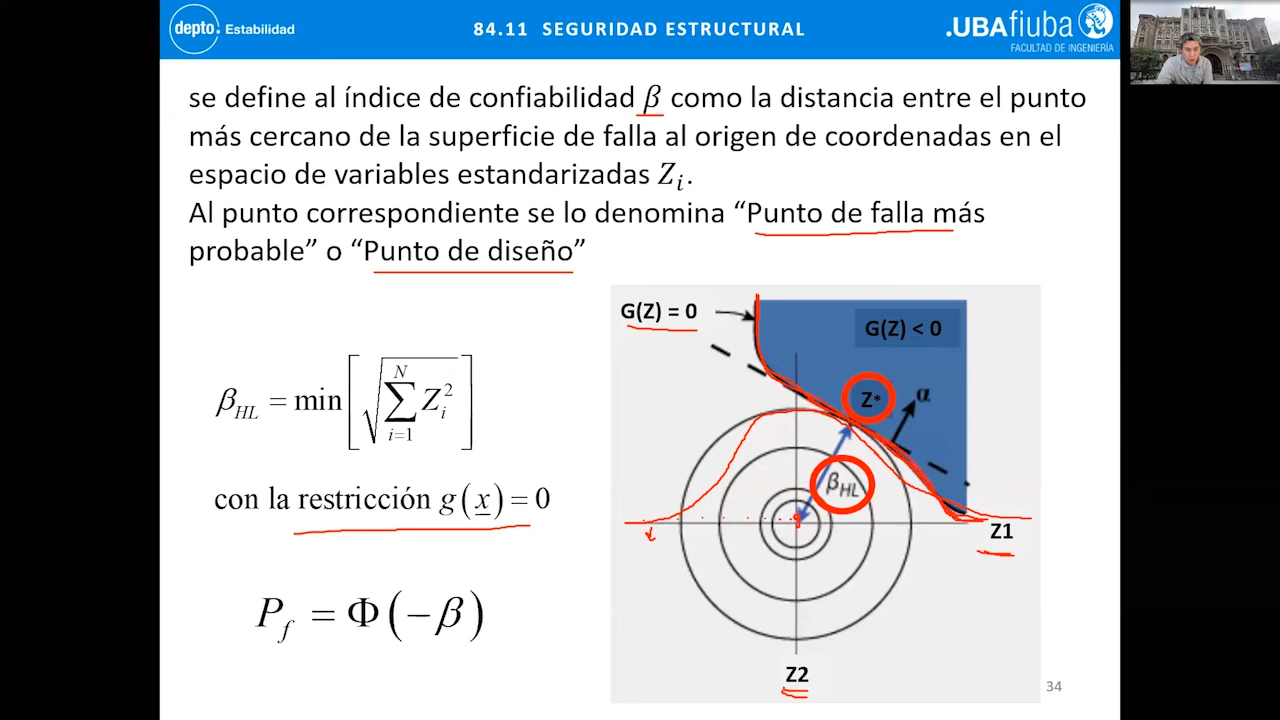 depto. Estabilidad
84.11 SEGURIDAD ESTRUCTURAL
.UBAfiuba
FACULTAD DE INGENIERÍA
se define al índice de confiabilidad β como la distancia entre el punto
más cercano de la superficie de falla al origen de coordenadas en el
espacio de variables estandarizadas Zᵢ.
Al punto correspondiente se lo denomina “Punto de falla más
probable” o “Punto de diseño”
G(Z) = 0
G(Z) < 0
Z*
α
β_HL = min[√(∑_{i=1}^{N} Z_i^2)]
β_HL
con la restricción g(x) = 0
Z1
P_f = Φ(−β)
Z2
34